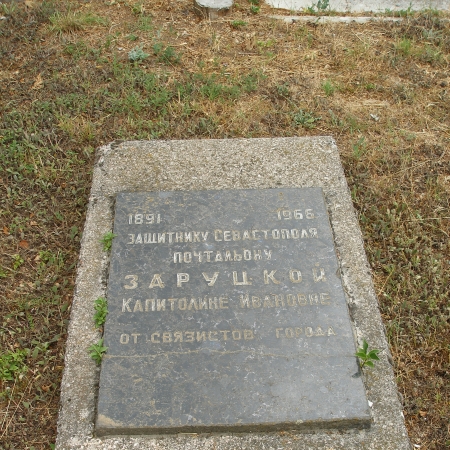 1891 1966
ЗАЩИТНИКУ СЕВАСТОПОЛЯ
ПОЧТАЛЬОНУ
ЗАРУЦКОЙ
КАПИТОЛИНЕ ИВАНОВНЕ
ОТ СВЯЗИСТОВ ГОРОДА